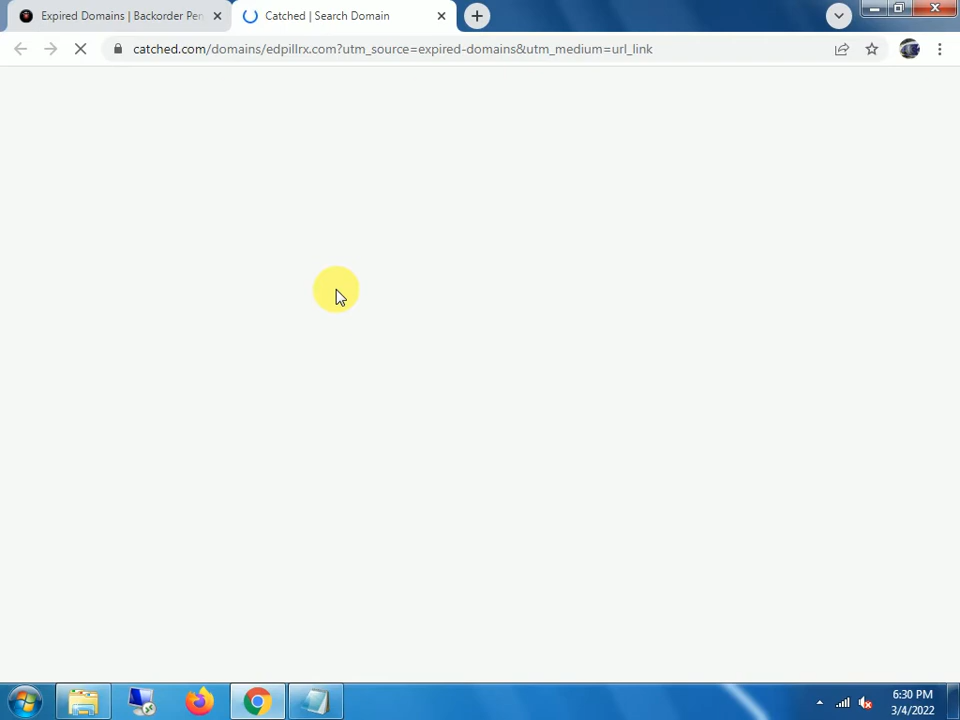 Expired Domains | Backorder Per
Catched | Search Domain
catched.com/domains/edpillrx.com?utm_source=expired-domains&utm_medium=url_link
6:30 PM
3/4/2022